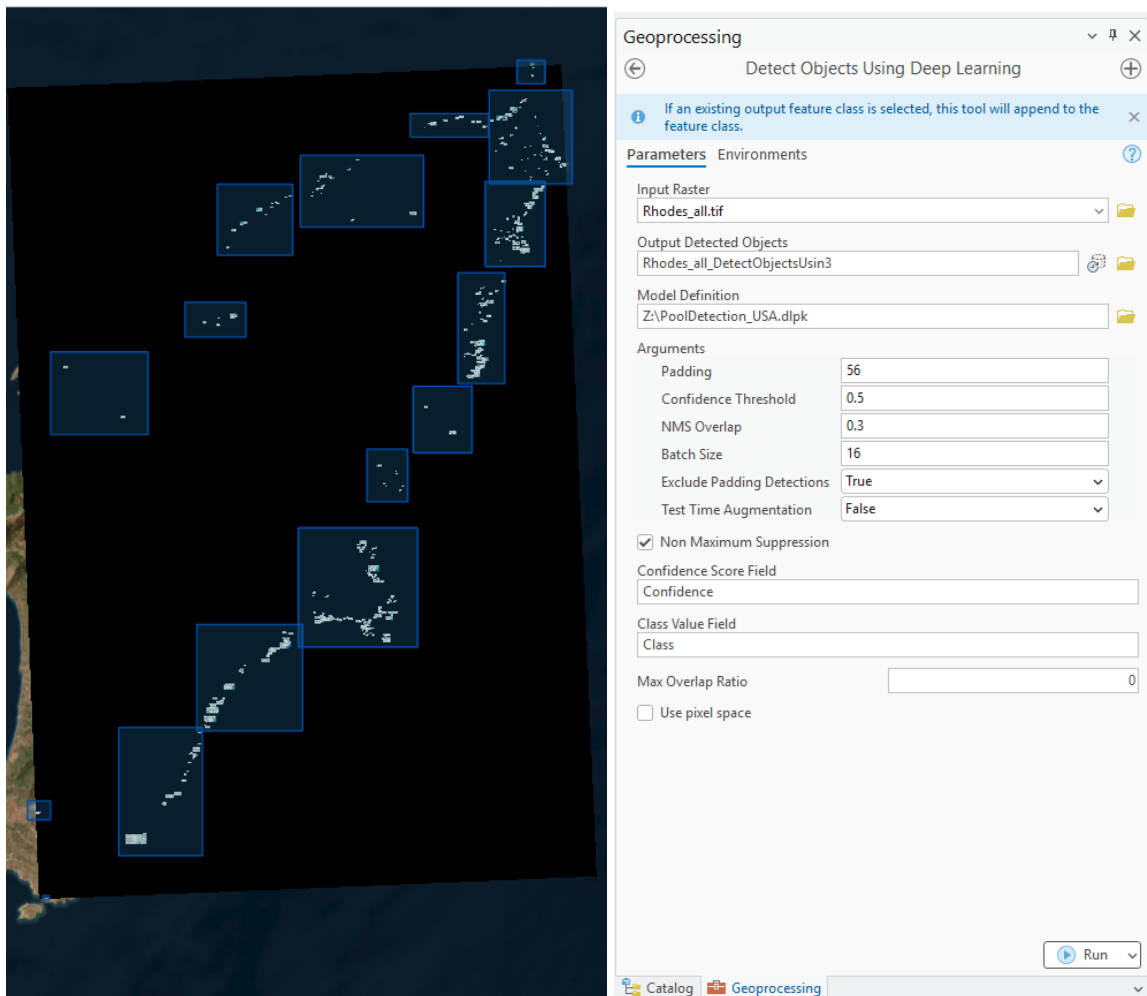 Geoprocessing
Detect Objects Using Deep Learning
If an existing output feature class is selected, this tool will append to the
feature class.
Parameters Environments
Input Raster
Rhodes_all.tif
Output Detected Objects
Rhodes_all_DetectObjectsUsin3
Model Definition
Z:\PoolDetection_USA.dlpk
Arguments
Padding 56
Confidence Threshold 0.5
NMS Overlap 0.3
Batch Size 16
Exclude Padding Detections True
Test Time Augmentation False
Non Maximum Suppression
Confidence Score Field
Confidence
Class Value Field
Class
Max Overlap Ratio 0
Use pixel space
Run
Catalog Geoprocessing